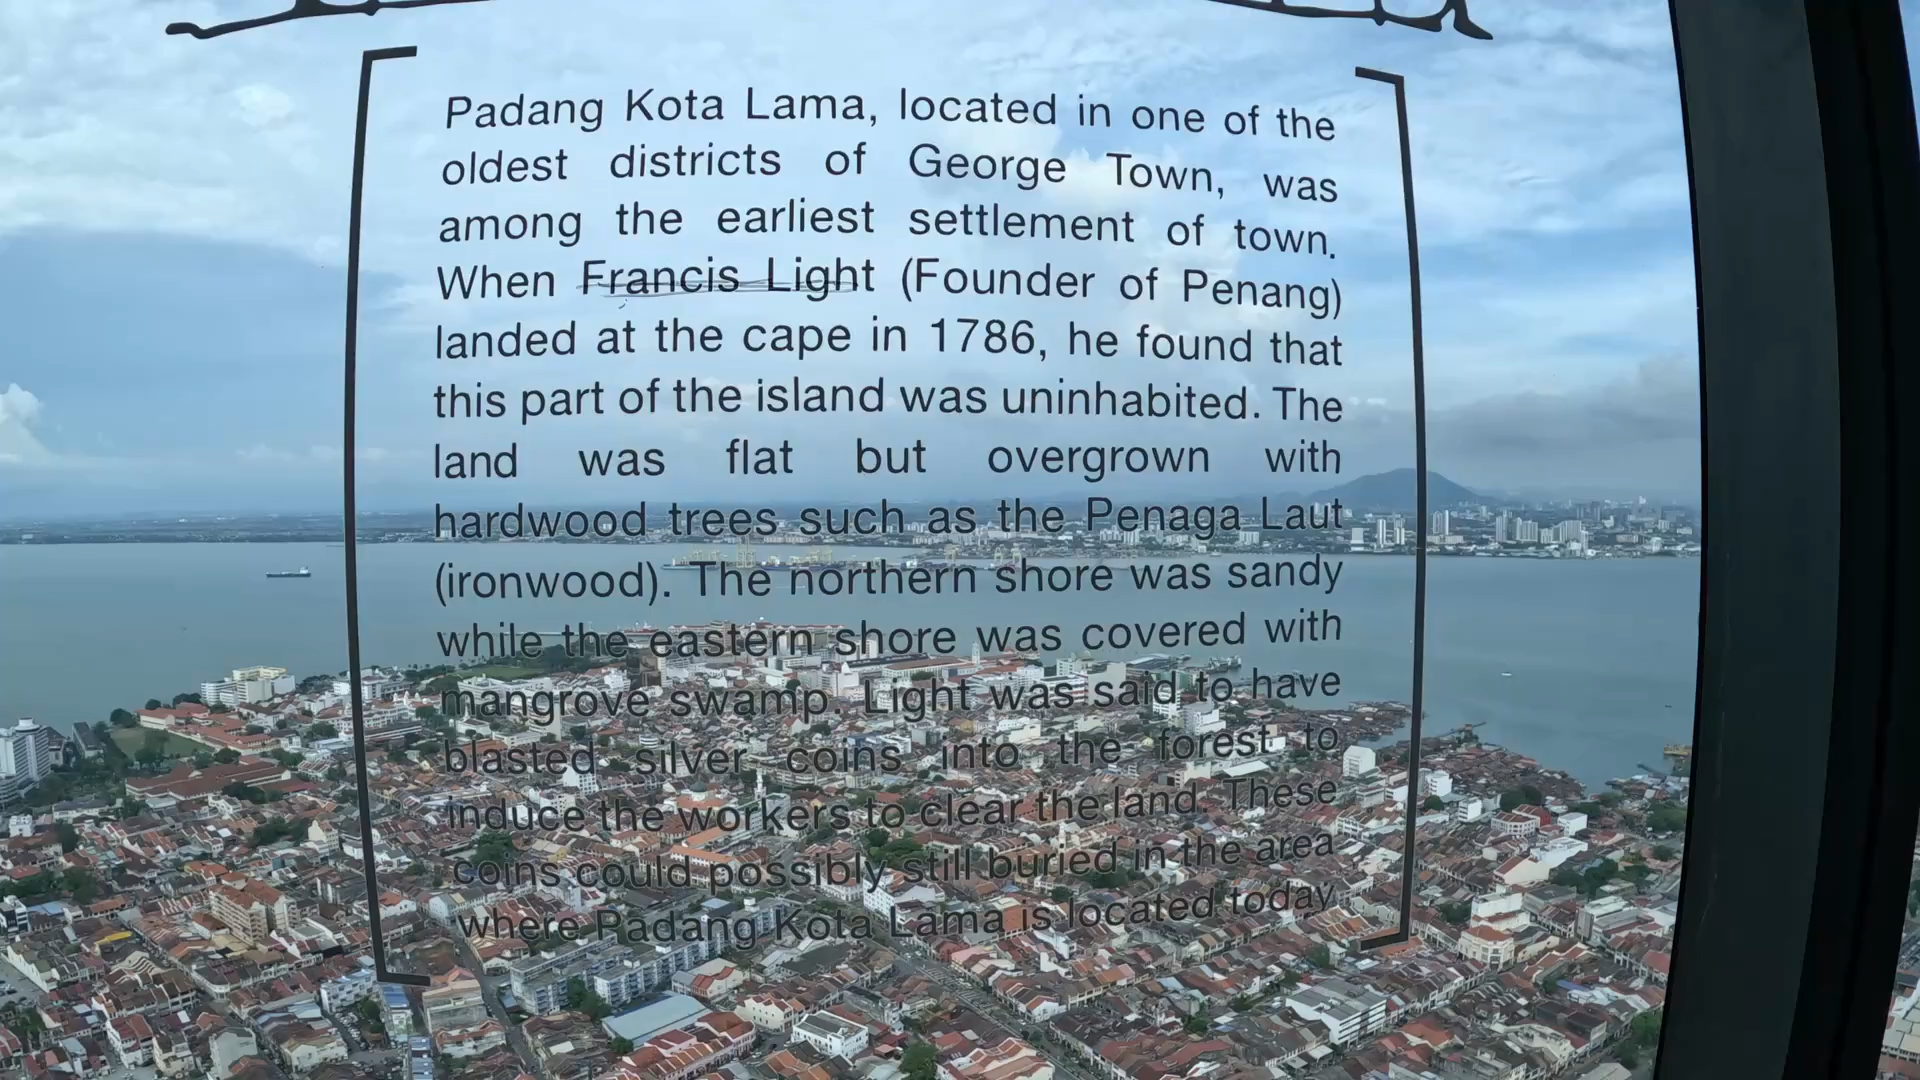 Padang Kota Lama, located in one of the
oldest districts of George Town, was
among the earliest settlement of town.
When Francis Light (Founder of Penang)
landed at the cape in 1786, he found that
this part of the island was uninhabited. The
land was flat but overgrown with
hardwood trees such as the Penaga Laut
(ironwood). The northern shore was sandy
while the eastern shore was covered with
mangrove swamp. Light was said to have
blasted silver coins into the forest to
induce the workers to clear the land. These
coins could possibly still buried in the area
where Padang Kota Lama is located today.